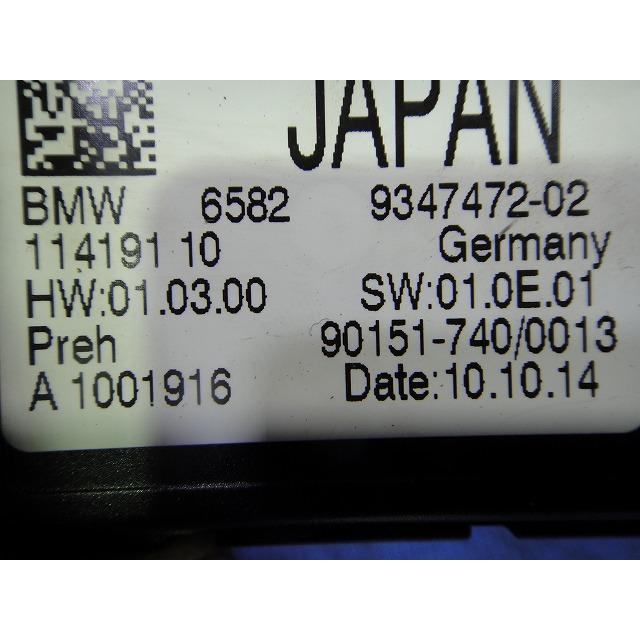 JAPAN
BMW 6582 9347472-02
114191 10 Germany
HW:01.03.00 SW:01.0E.01
Preh 90151-740/0013
A 1001916 Date:10.10.14